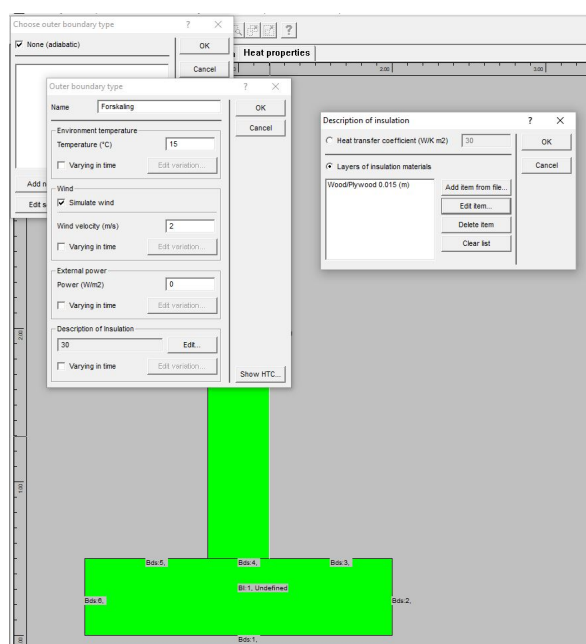 Choose outer boundary type ? ×
None (adiabatic)
OK
Cancel
Heat properties
2.00
3.00
Outer boundary type ? ×
Name Forskaling
OK
Cancel
Environment temperature
Temperature (°C) 15
Varying in time Edit variation...
Wind
Simulate wind
Wind velocity (m/s) 2
Varying in time Edit variation...
External power
Power (W/m2) 0
Varying in time Edit variation...
Description of Insulation
30 Edit...
Varying in time Edit variation...
Show HTC...
Add n
Edit s
Description of insulation ? ×
Heat transfer coefficient (W/K m2) 30
OK
Layers of insulation materials
Cancel
Wood/Plywood 0.015 (m)
Add item from file...
Edit item...
Delete item
Clear list
2.00
1.00
Bds:5, Bds:4, Bds:3,
Bl:1, Undefined
Bds:6, Bds:2,
Bds:1,